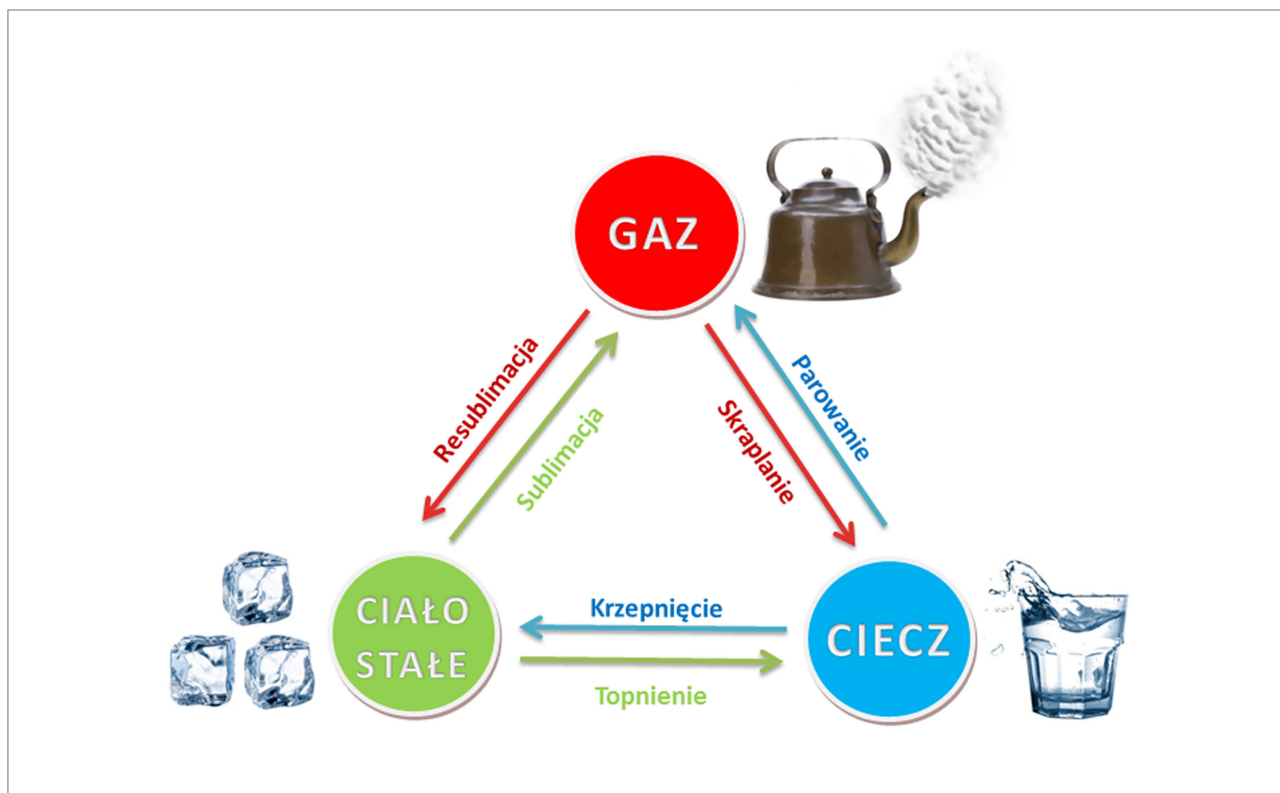 GAZ
Resublimacja
Sublimacja
Skraplanie
Parowanie
CIAŁO
STAŁE
Krzepnięcie
Topnienie
CIECZ